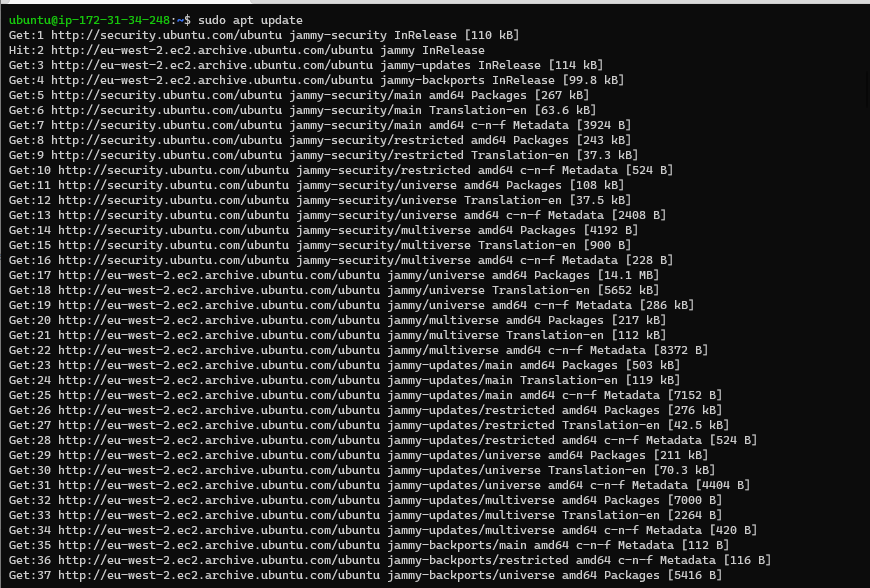 ubuntu@ip-172-31-34-248:~$ sudo apt update
Get:1 http://security.ubuntu.com/ubuntu jammy-security InRelease [110 kB]
Hit:2 http://eu-west-2.ec2.archive.ubuntu.com/ubuntu jammy InRelease
Get:3 http://eu-west-2.ec2.archive.ubuntu.com/ubuntu jammy-updates InRelease [114 kB]
Get:4 http://eu-west-2.ec2.archive.ubuntu.com/ubuntu jammy-backports InRelease [99.8 kB]
Get:5 http://security.ubuntu.com/ubuntu jammy-security/main amd64 Packages [267 kB]
Get:6 http://security.ubuntu.com/ubuntu jammy-security/main Translation-en [63.6 kB]
Get:7 http://security.ubuntu.com/ubuntu jammy-security/main amd64 c-n-f Metadata [3924 B]
Get:8 http://security.ubuntu.com/ubuntu jammy-security/restricted amd64 Packages [243 kB]
Get:9 http://security.ubuntu.com/ubuntu jammy-security/restricted Translation-en [37.3 kB]
Get:10 http://security.ubuntu.com/ubuntu jammy-security/restricted amd64 c-n-f Metadata [524 B]
Get:11 http://security.ubuntu.com/ubuntu jammy-security/universe amd64 Packages [108 kB]
Get:12 http://security.ubuntu.com/ubuntu jammy-security/universe Translation-en [37.5 kB]
Get:13 http://security.ubuntu.com/ubuntu jammy-security/universe amd64 c-n-f Metadata [2408 B]
Get:14 http://security.ubuntu.com/ubuntu jammy-security/multiverse amd64 Packages [4192 B]
Get:15 http://security.ubuntu.com/ubuntu jammy-security/multiverse Translation-en [900 B]
Get:16 http://security.ubuntu.com/ubuntu jammy-security/multiverse amd64 c-n-f Metadata [228 B]
Get:17 http://eu-west-2.ec2.archive.ubuntu.com/ubuntu jammy/universe amd64 Packages [14.1 MB]
Get:18 http://eu-west-2.ec2.archive.ubuntu.com/ubuntu jammy/universe Translation-en [5652 kB]
Get:19 http://eu-west-2.ec2.archive.ubuntu.com/ubuntu jammy/universe amd64 c-n-f Metadata [286 kB]
Get:20 http://eu-west-2.ec2.archive.ubuntu.com/ubuntu jammy/multiverse amd64 Packages [217 kB]
Get:21 http://eu-west-2.ec2.archive.ubuntu.com/ubuntu jammy/multiverse Translation-en [112 kB]
Get:22 http://eu-west-2.ec2.archive.ubuntu.com/ubuntu jammy/multiverse amd64 c-n-f Metadata [8372 B]
Get:23 http://eu-west-2.ec2.archive.ubuntu.com/ubuntu jammy-updates/main amd64 Packages [503 kB]
Get:24 http://eu-west-2.ec2.archive.ubuntu.com/ubuntu jammy-updates/main Translation-en [119 kB]
Get:25 http://eu-west-2.ec2.archive.ubuntu.com/ubuntu jammy-updates/main amd64 c-n-f Metadata [7152 B]
Get:26 http://eu-west-2.ec2.archive.ubuntu.com/ubuntu jammy-updates/restricted amd64 Packages [276 kB]
Get:27 http://eu-west-2.ec2.archive.ubuntu.com/ubuntu jammy-updates/restricted Translation-en [42.5 kB]
Get:28 http://eu-west-2.ec2.archive.ubuntu.com/ubuntu jammy-updates/restricted amd64 c-n-f Metadata [524 B]
Get:29 http://eu-west-2.ec2.archive.ubuntu.com/ubuntu jammy-updates/universe amd64 Packages [211 kB]
Get:30 http://eu-west-2.ec2.archive.ubuntu.com/ubuntu jammy-updates/universe Translation-en [70.3 kB]
Get:31 http://eu-west-2.ec2.archive.ubuntu.com/ubuntu jammy-updates/universe amd64 c-n-f Metadata [4404 B]
Get:32 http://eu-west-2.ec2.archive.ubuntu.com/ubuntu jammy-updates/multiverse amd64 Packages [7000 B]
Get:33 http://eu-west-2.ec2.archive.ubuntu.com/ubuntu jammy-updates/multiverse Translation-en [2264 B]
Get:34 http://eu-west-2.ec2.archive.ubuntu.com/ubuntu jammy-updates/multiverse amd64 c-n-f Metadata [420 B]
Get:35 http://eu-west-2.ec2.archive.ubuntu.com/ubuntu jammy-backports/main amd64 c-n-f Metadata [112 B]
Get:36 http://eu-west-2.ec2.archive.ubuntu.com/ubuntu jammy-backports/restricted amd64 c-n-f Metadata [116 B]
Get:37 http://eu-west-2.ec2.archive.ubuntu.com/ubuntu jammy-backports/universe amd64 Packages [5416 B]